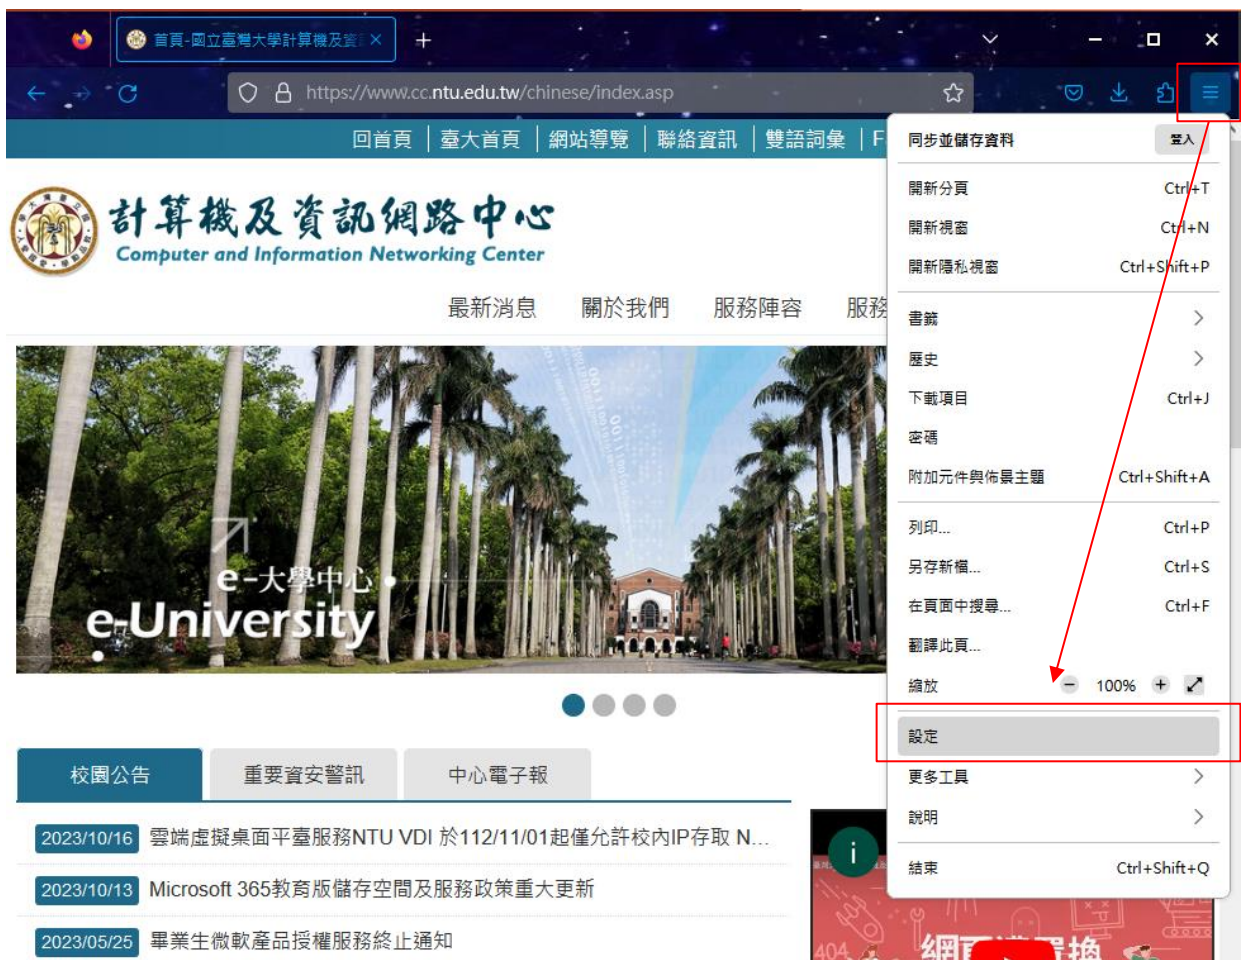 首頁-國立臺灣大學計算機及資
https://www.cc.ntu.edu.tw/chinese/index.asp
回首頁 | 臺大首頁 | 網站導覽 | 聯絡資訊 | 雙語詞彙 | F
計算機及資訊網路中心
Computer and Information Networking Center
最新消息 關於我們 服務陣容 服務
e-大學中心
e-University
校園公告 重要資安警訊 中心電子報
2023/10/16 雲端虛擬桌面平臺服務NTU VDI 於112/11/01起僅允許校內IP存取 N...
2023/10/13 Microsoft 365教育版儲存空間及服務政策重大更新
2023/05/25 畢業生微軟產品授權服務終止通知
同步並儲存資料 登入
開新分頁 Ctrl+T
開新視窗 Ctrl+N
開新隱私視窗 Ctrl+Shift+P
書籤
歷史
下載項目 Ctrl+J
密碼
附加元件與佈景主題 Ctrl+Shift+A
列印... Ctrl+P
另存新檔... Ctrl+S
在頁面中搜尋... Ctrl+F
翻譯此頁...
縮放 − 100% +
設定
更多工具
說明
結束 Ctrl+Shift+Q
i
404